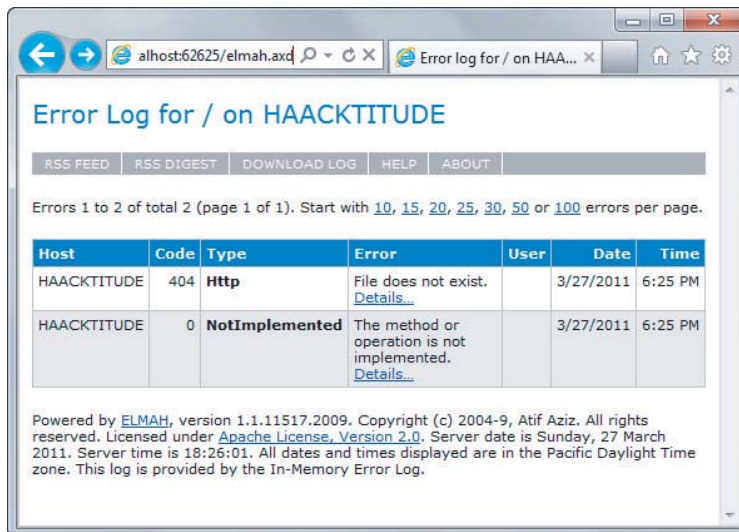 alhost:62625/elmah.axd
Error log for / on HAA...
Error Log for / on HAACKTITUDE
RSS FEED RSS DIGEST DOWNLOAD LOG HELP ABOUT
Errors 1 to 2 of total 2 (page 1 of 1). Start with 10, 15, 20, 25, 30, 50 or 100 errors per page.
Host Code Type Error User Date Time
HAACKTITUDE 404 Http File does not exist. 3/27/2011 6:25 PM
Details...
HAACKTITUDE 0 NotImplemented The method or 3/27/2011 6:25 PM
operation is not
implemented.
Details...
Powered by ELMAH, version 1.1.11517.2009. Copyright (c) 2004-9, Atif Aziz. All rights
reserved. Licensed under Apache License, Version 2.0. Server date is Sunday, 27 March
2011. Server time is 18:26:01. All dates and times displayed are in the Pacific Daylight Time
zone. This log is provided by the In-Memory Error Log.